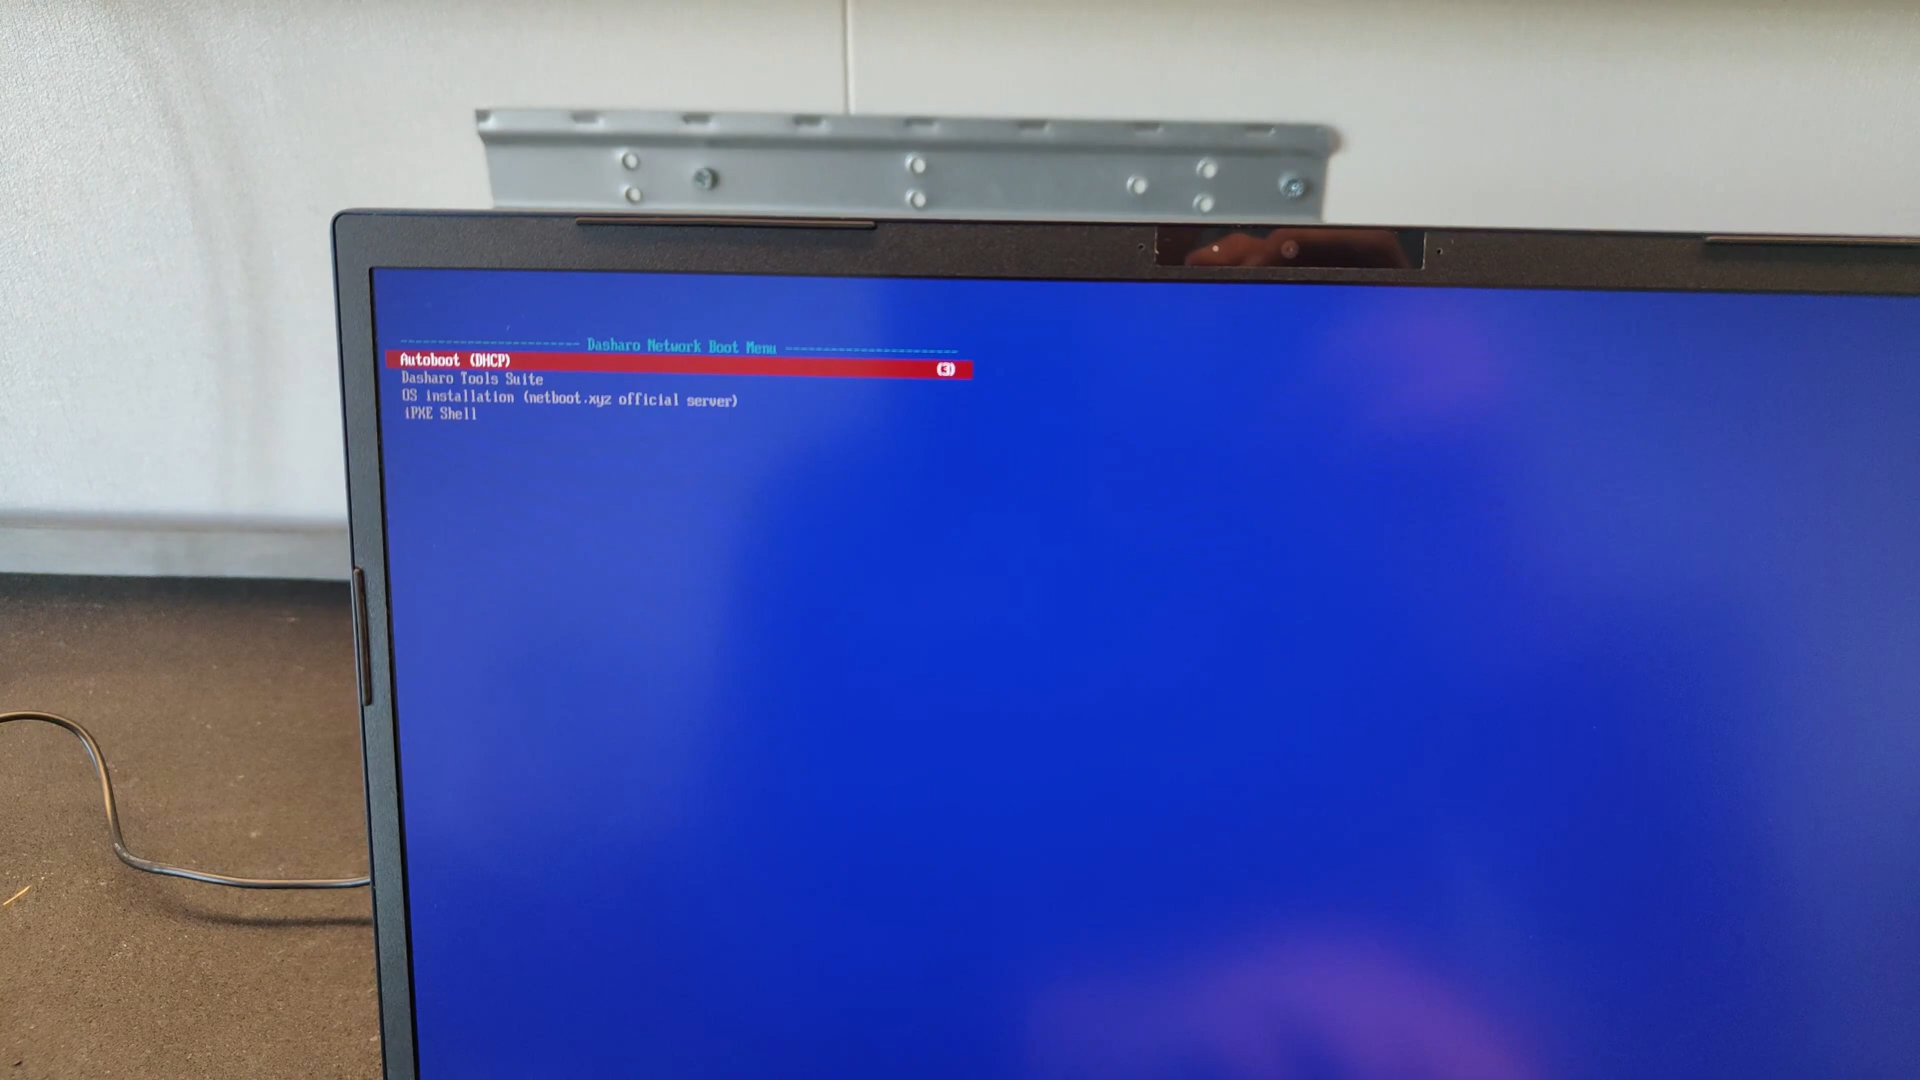 Dasharo Network Boot Menu
Autoboot (DHCP) (3)
Dasharo Tools Suite
OS installation (netboot.xyz official server)
iPXE Shell